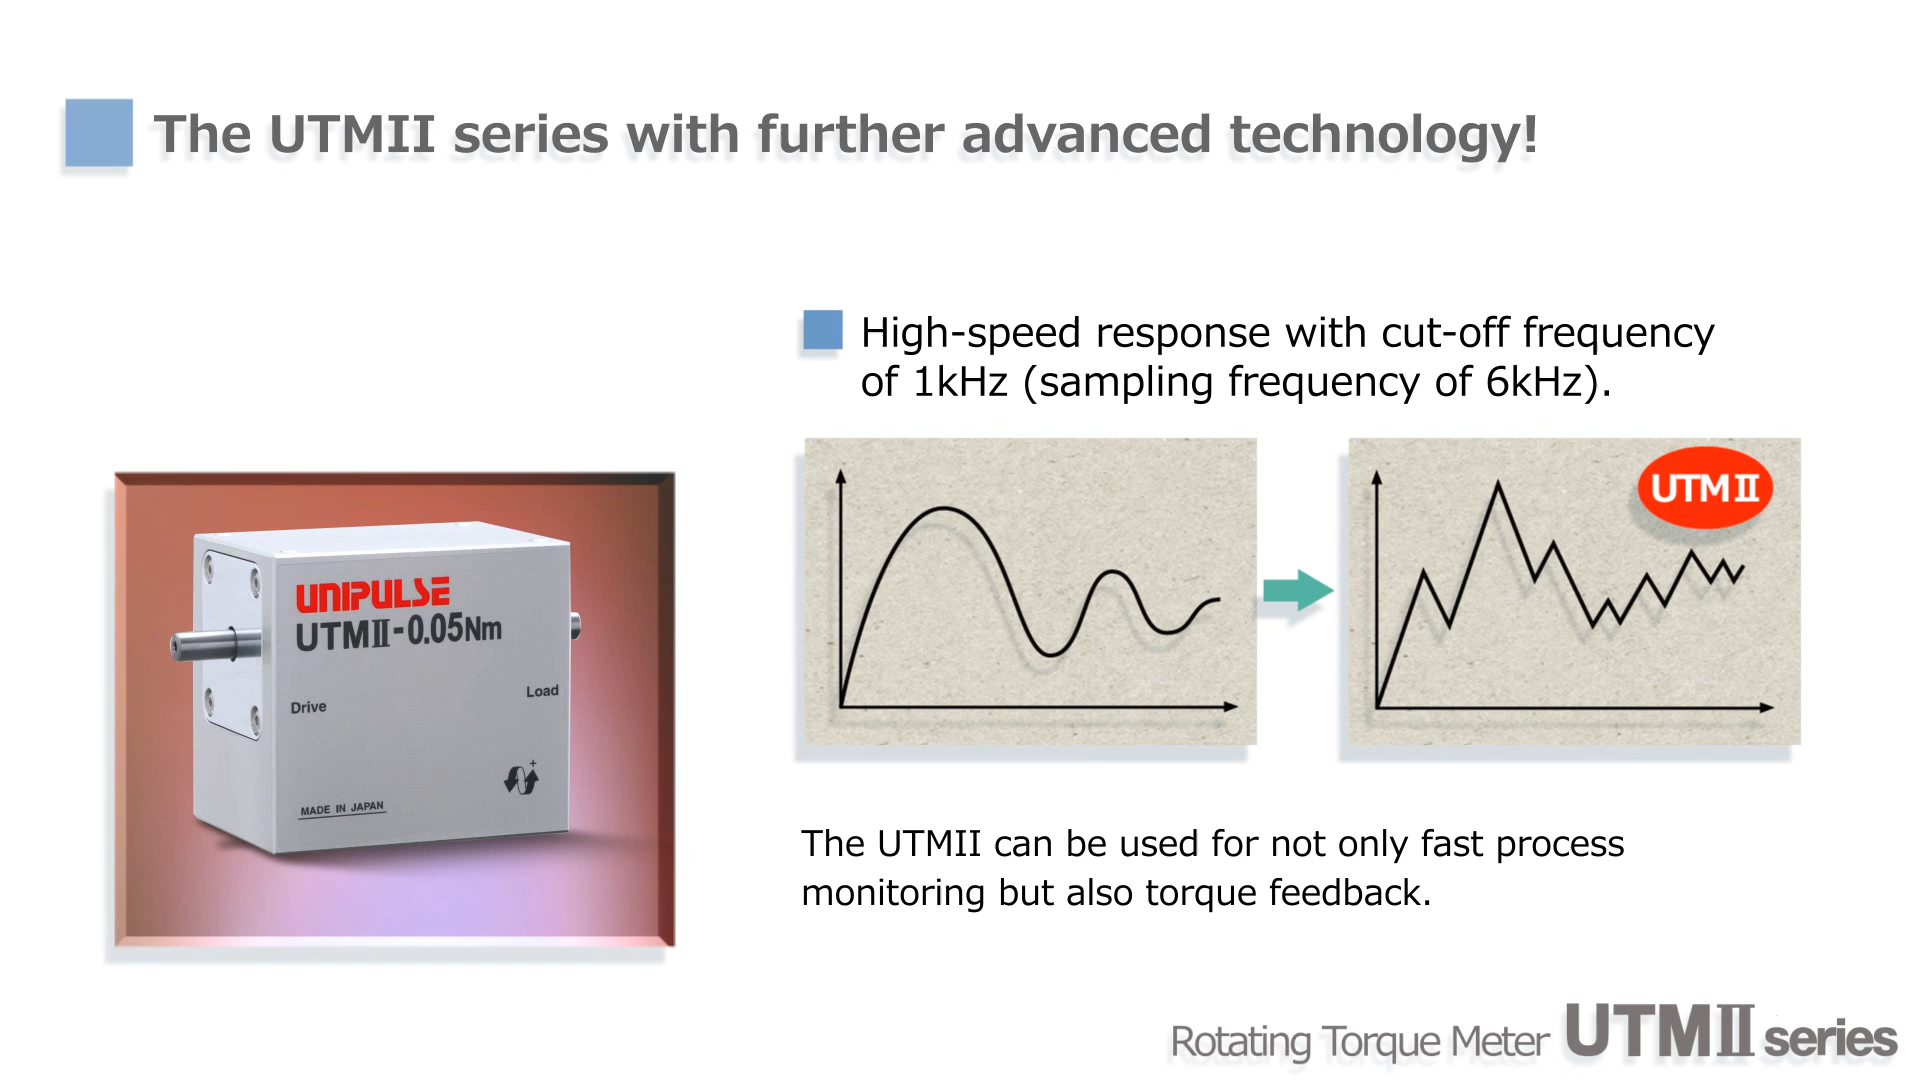 The UTMII series with further advanced technology!
High-speed response with cut-off frequency
of 1kHz (sampling frequency of 6kHz).
UTMⅡ
UNIPULSE
UTMⅡ-0.05Nm
Drive
Load
+
MADE IN JAPAN
The UTMII can be used for not only fast process
monitoring but also torque feedback.
Rotating Torque Meter UTMⅡ series